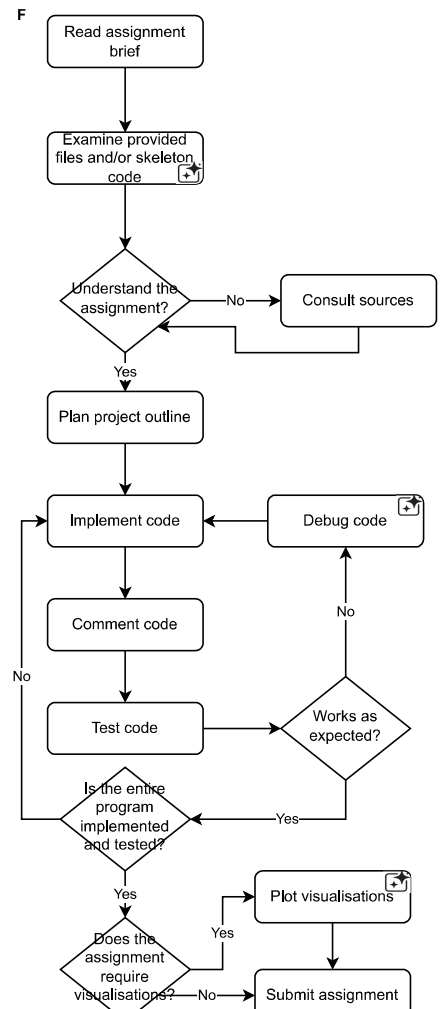 F
Read assignment
brief
Examine provided
files and/or skeleton
code
Understand the
assignment?
No
Consult sources
Yes
Plan project outline
Implement code
Debug code
No
Comment code
No
Test code
Works as
expected?
Is the entire
program
implemented
and tested?
Yes
Yes
Plot visualisations
Yes
Does the
assignment
require
visualisations?
No
Submit assignment